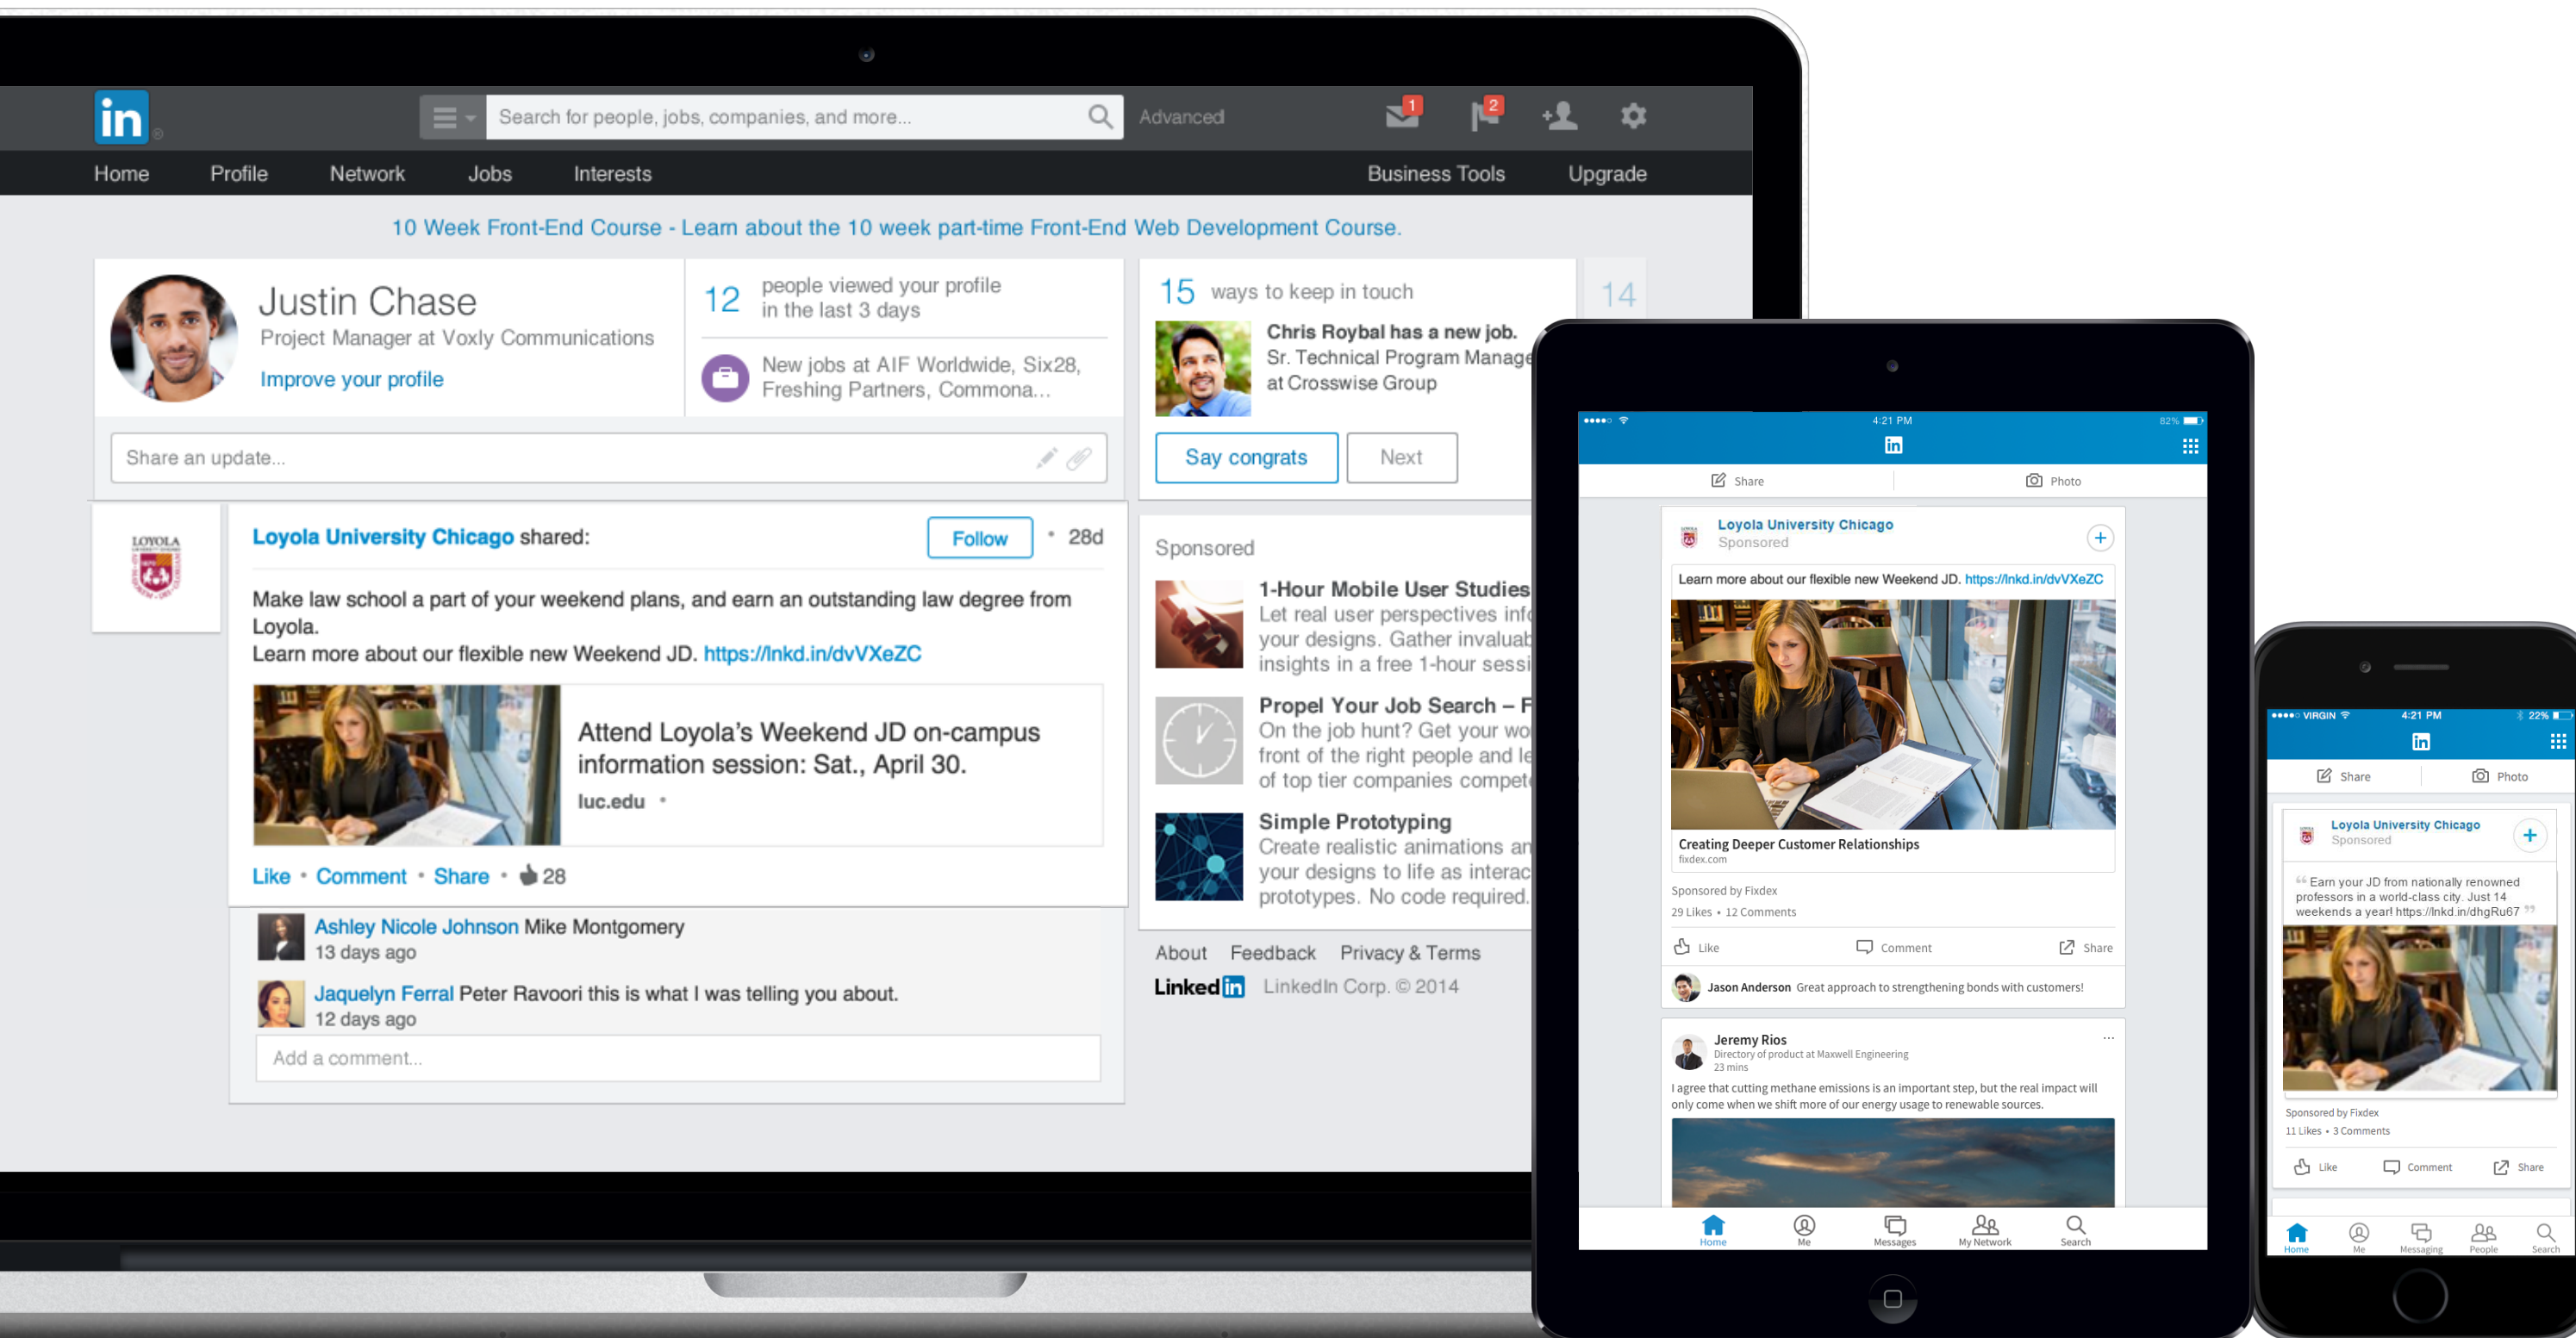 in
Search for people, jobs, companies, and more...
Advanced
1
2
Home Profile Network Jobs Interests Business Tools Upgrade
10 Week Front-End Course - Learn about the 10 week part-time Front-End Web Development Course.
Justin Chase
Project Manager at Voxly Communications
Improve your profile
12 people viewed your profile
in the last 3 days
New jobs at AIF Worldwide, Six28,
Freshing Partners, Commona...
15 ways to keep in touch
Chris Roybal has a new job.
Sr. Technical Program Manage
at Crosswise Group
Say congrats Next
14
Share an update...
LOYOLA
Loyola University Chicago shared:
Follow • 28d
Make law school a part of your weekend plans, and earn an outstanding law degree from
Loyola.
Learn more about our flexible new Weekend JD. https://lnkd.in/dvVXeZC
Attend Loyola's Weekend JD on-campus
information session: Sat., April 30.
luc.edu •
Like • Comment • Share • 28
Ashley Nicole Johnson Mike Montgomery
13 days ago
Jaquelyn Ferral Peter Ravoori this is what I was telling you about.
12 days ago
Add a comment...
Sponsored
1-Hour Mobile User Studies
Let real user perspectives info
your designs. Gather invaluab
insights in a free 1-hour sessi
Propel Your Job Search – F
On the job hunt? Get your wo
front of the right people and le
of top tier companies compet
Simple Prototyping
Create realistic animations an
your designs to life as interac
prototypes. No code required.
About Feedback Privacy & Terms
Linked in LinkedIn Corp. © 2014
4:21 PM 82%
in
Share Photo
Loyola University Chicago
Sponsored
Learn more about our flexible new Weekend JD. https://lnkd.in/dvVXeZC
Creating Deeper Customer Relationships
fixdex.com
Sponsored by Fixdex
29 Likes • 12 Comments
Like Comment Share
Jason Anderson Great approach to strengthening bonds with customers!
Jeremy Rios
Directory of product at Maxwell Engineering
23 mins
I agree that cutting methane emissions is an important step, but the real impact will
only come when we shift more of our energy usage to renewable sources.
Home Me Messages My Network Search
VIRGIN 4:21 PM 22%
in
Share Photo
Loyola University Chicago
Sponsored
“ Earn your JD from nationally renowned
professors in a world-class city. Just 14
weekends a year! https://lnkd.in/dhgRu67 ”
Sponsored by Fixdex
11 Likes • 3 Comments
Like Comment Share
Home Me Messaging People Search